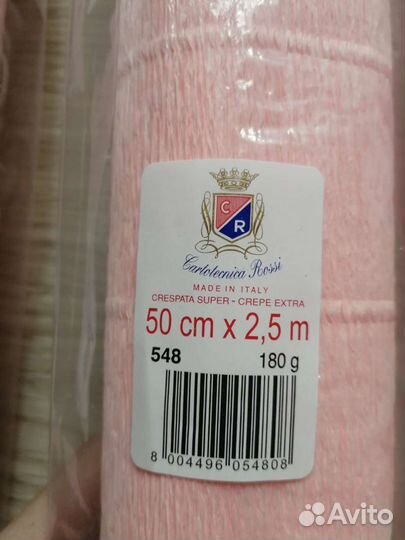 C
R
Cartotecnica Rossi
MADE IN ITALY
CRESPATA SUPER - CREPE EXTRA
50 cm x 2,5 m
548 180 g
8 004496 054808
Avito